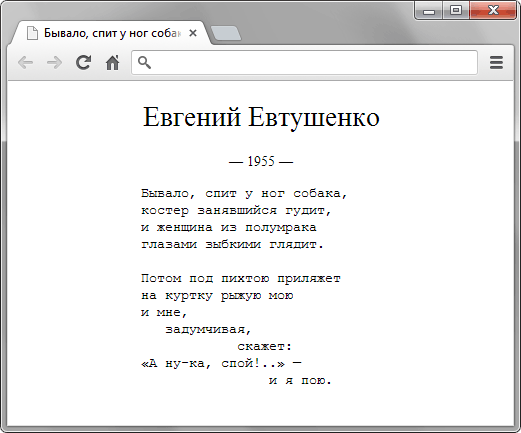 Бывало, спит у ног соба
Евгений Евтушенко
— 1955 —
Бывало, спит у ног собака,
костер занявшийся гудит,
и женщина из полумрака
глазами зыбкими глядит.

Потом под пихтою приляжет
на куртку рыжую мою
и мне,
   задумчивая,
            скажет:
«А ну-ка, спой!..» —
                и я пою.